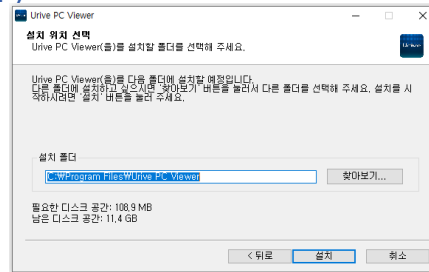 Urive PC Viewer
설치 위치 선택
Urive PC Viewer(을)를 설치할 폴더를 선택해 주세요.
Urive
Urive PC Viewer(을)를 다음 폴더에 설치할 예정입니다.
다른 폴더에 설치하고 싶으시면 '찾아보기' 버튼을 눌러서 다른 폴더를 선택해 주세요. 설치를 시
작하시려면 '설치' 버튼을 눌러 주세요.
설치 폴더
C:₩Program Files₩Urive PC Viewer
찾아보기...
필요한 디스크 공간: 108.9 MB
남은 디스크 공간: 11.4 GB
< 뒤로
설치
취소